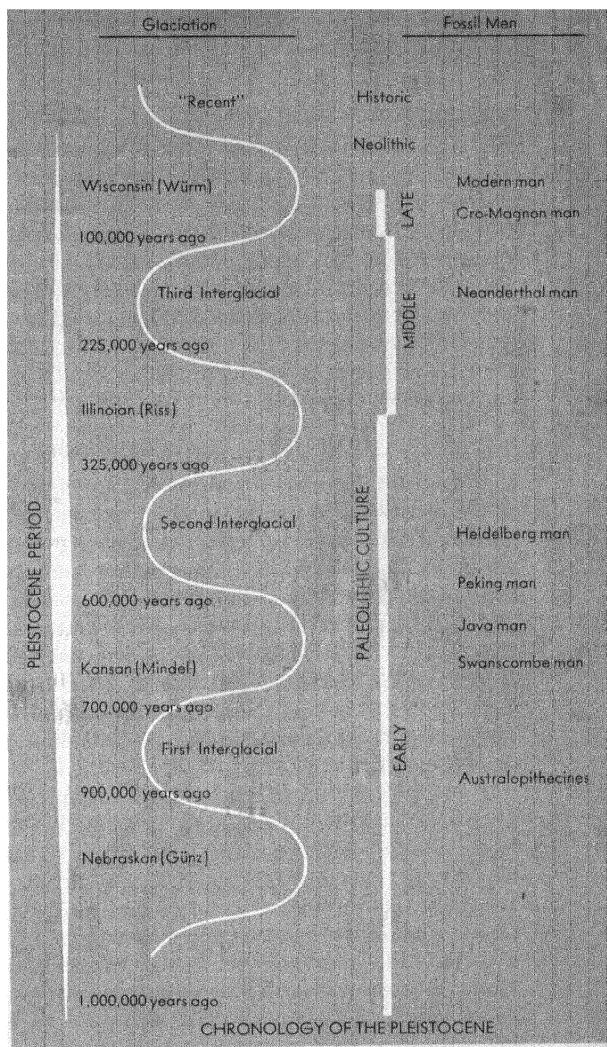 Glaciation
Fossil Men
"Recent"
Historic
Neolithic
Wisconsin (Würm)
Modern man
LATE
Cro-Magnon man
100,000 years ago
Third Interglacial
MIDDLE
Neanderthal man
225,000 years ago
Illinoian (Riss)
325,000 years ago
PLEISTOCENE PERIOD
PALEOLITHIC CULTURE
Second Interglacial
Heidelberg man
Peking man
600,000 years ago
Java man
Kansan (Mindel)
Swanscombe man
700,000 years ago
First Interglacial
EARLY
Australopithecines
900,000 years ago
Nebraskan (Günz)
1,000,000 years ago
CHRONOLOGY OF THE PLEISTOCENE